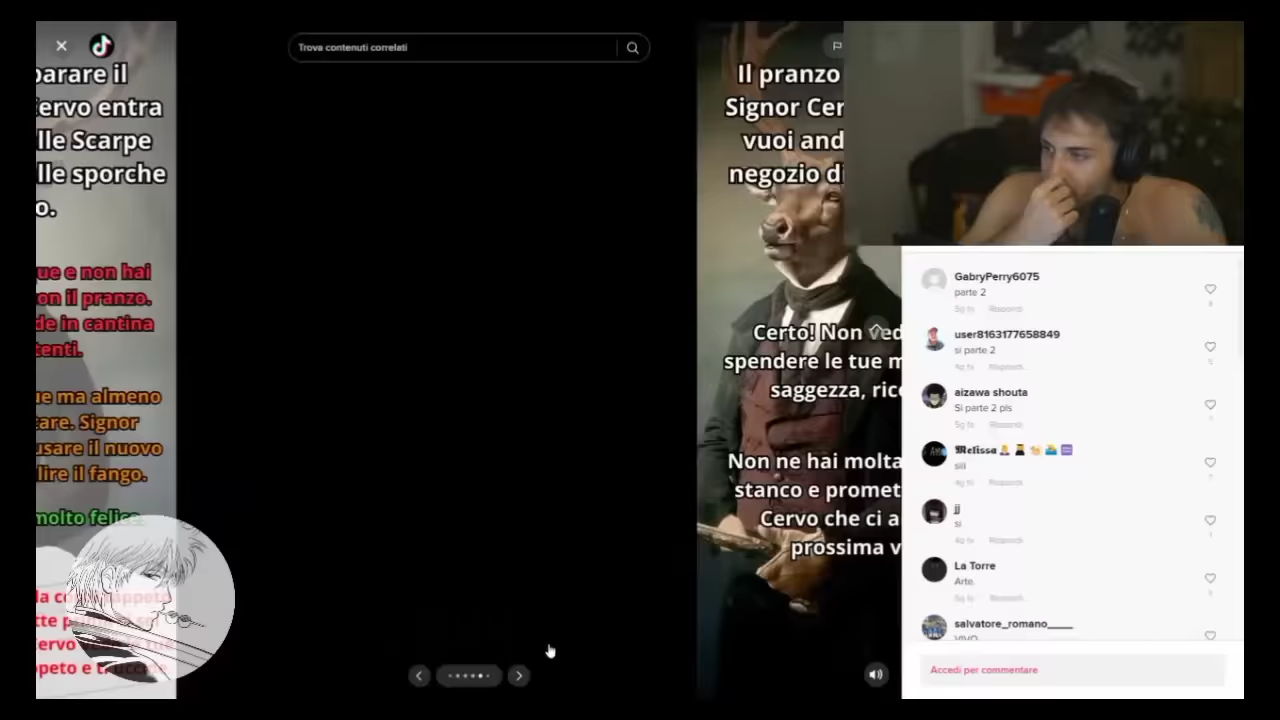 Trova contenuti correlati
parare il
Cervo entra
lle Scarpe
lle sporche
o.
ue e non hai
on il pranzo.
de in cantina
tenti.
ue ma almeno
care. Signor
usare il nuovo
lire il fango.
molto felice.
Il pranzo
Signor Cer
vuoi and
negozio di
Certo! Non ved
spendere le tue m
saggezza, ricc
Non ne hai molta
stanco e promet
Cervo che ci a
prossima v
GabryPerry6075
parte 2
5g fa Rispondi
user8163177658849
si parte 2
4g fa Rispondi
aizawa shouta
Si parte 2 pls
5g fa Rispondi
Melissa
siii
4g fa Rispondi
jj
si
4g fa Rispondi
La Torre
Arte.
5g fa Rispondi
salvatore_romano_____
VIVO
Accedi per commentare